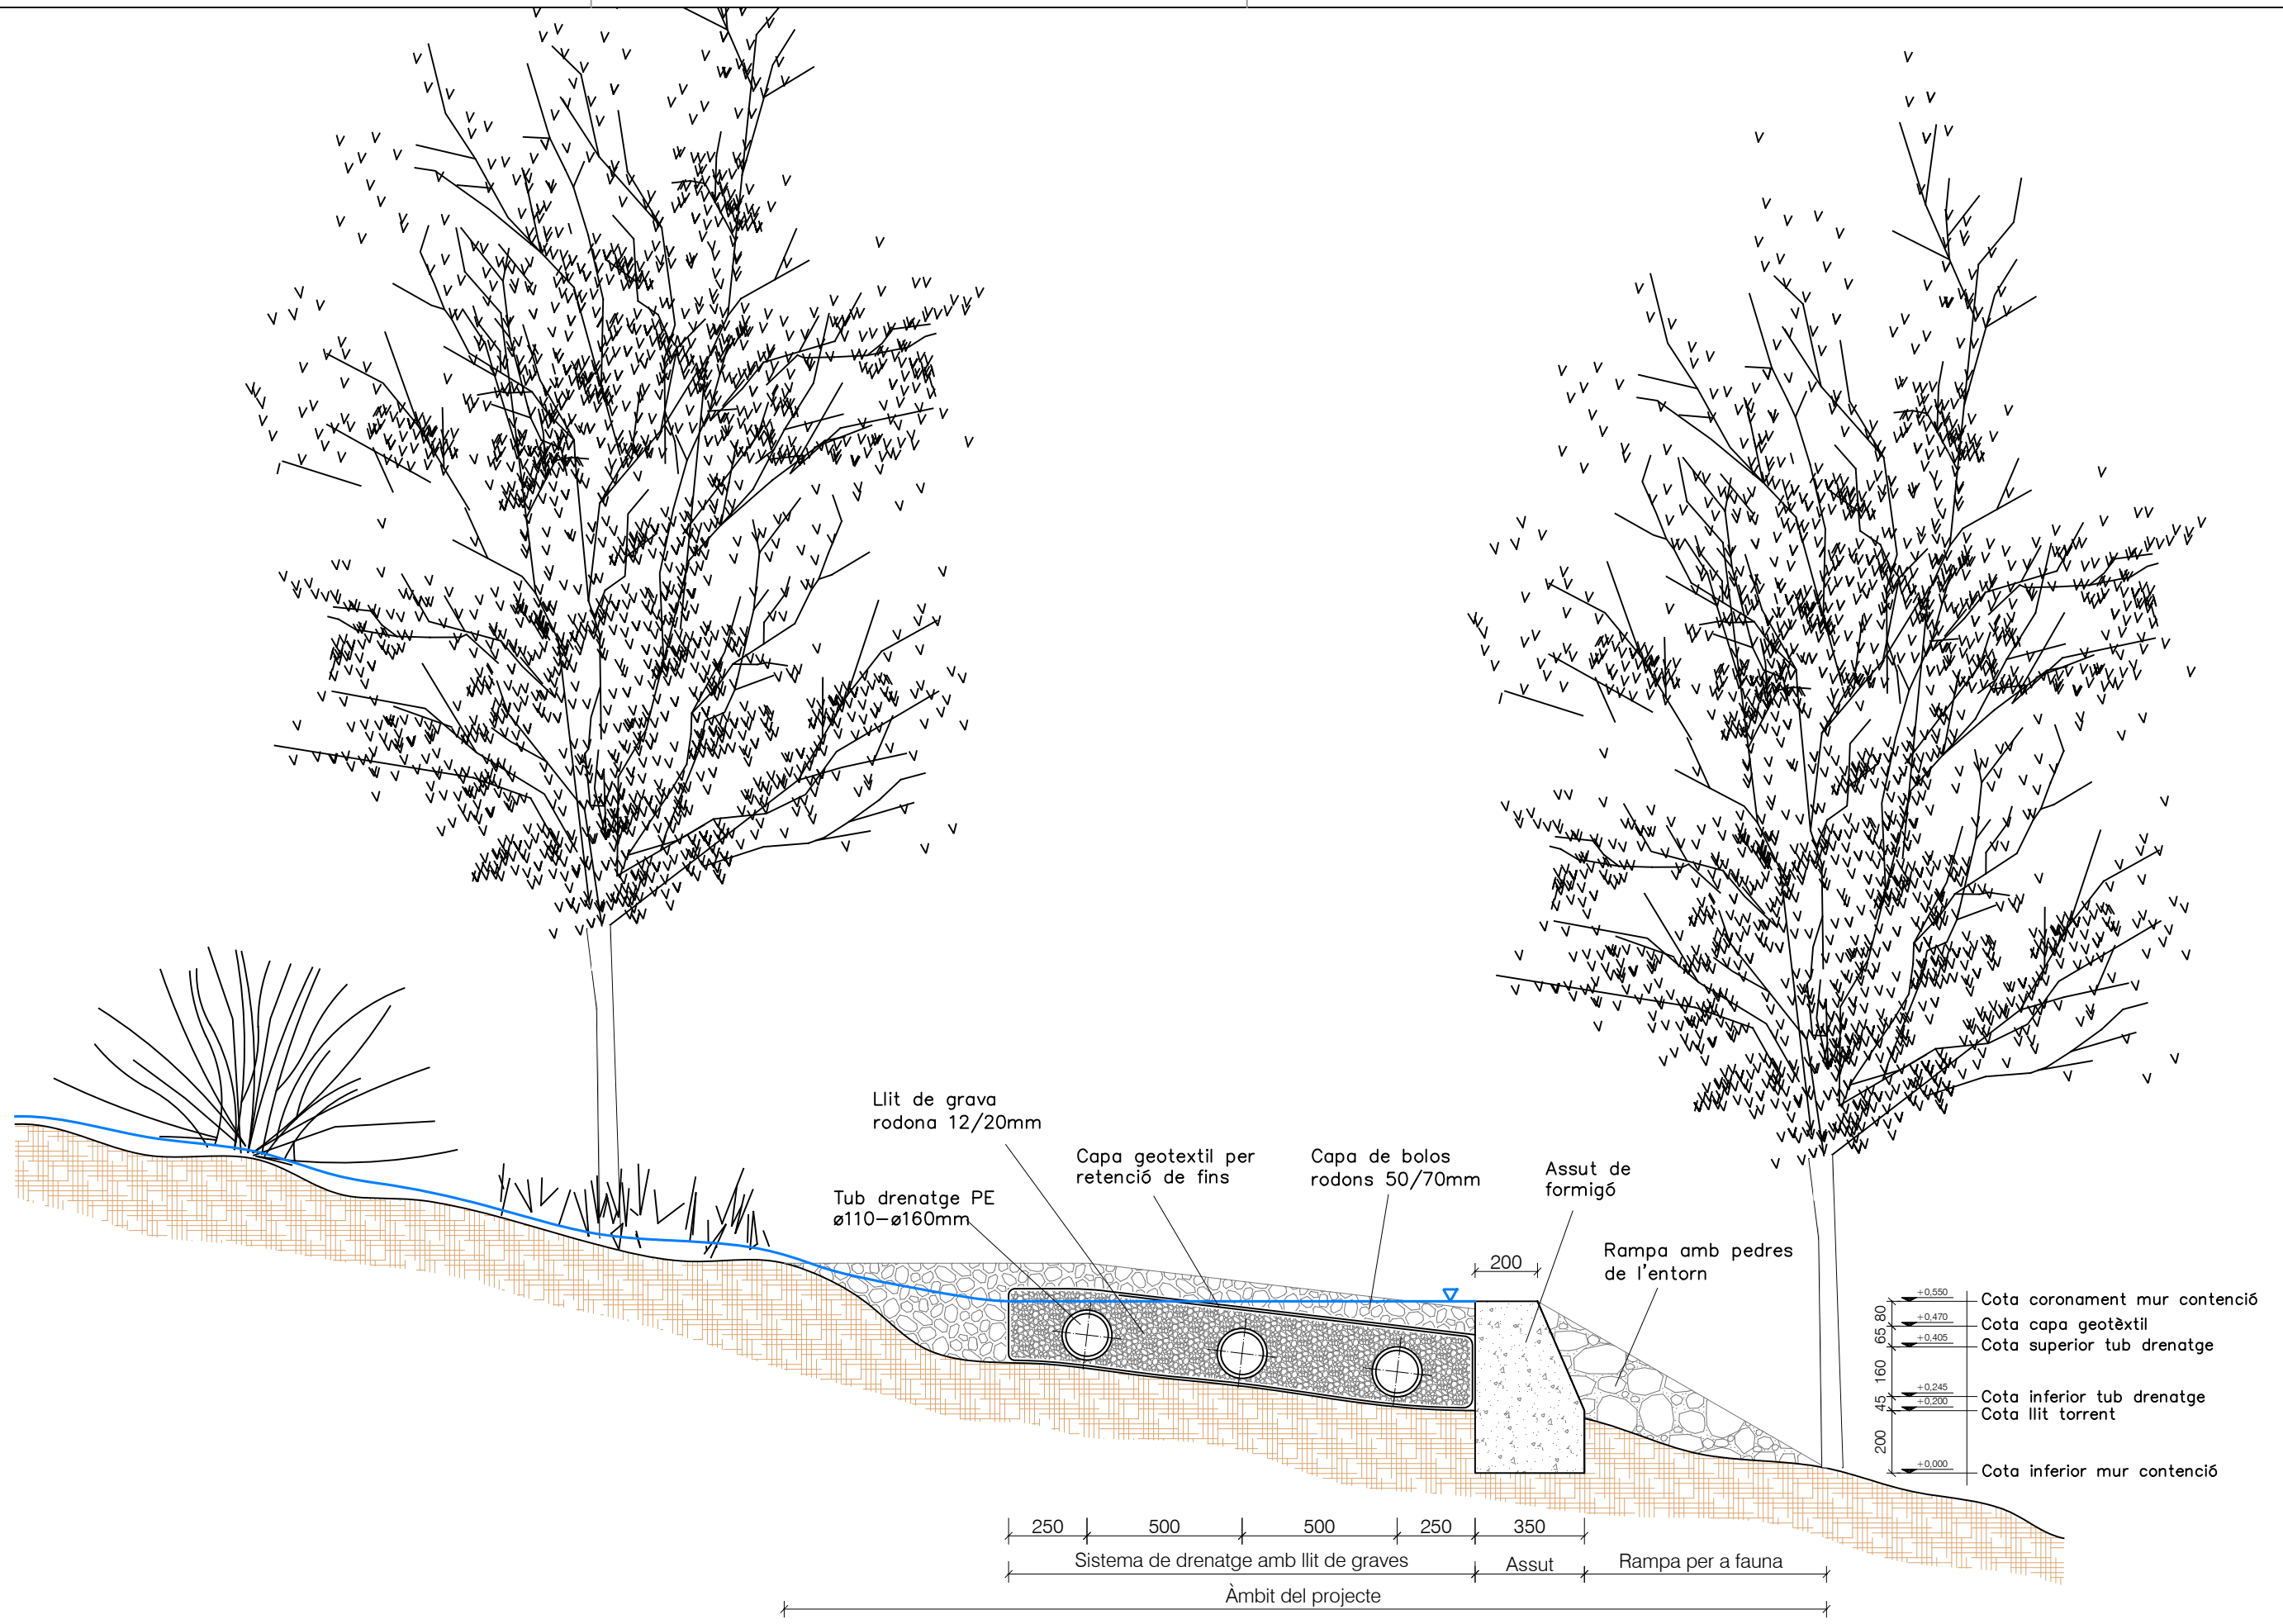 Llit de grava
rodona 12/20mm
Capa geotextil per
retenció de fins
Capa de bolos
rodons 50/70mm
Assut de
formigó
Tub drenatge PE
ø110-ø160mm
Rampa amb pedres
de l'entorn
200
+0,550
Cota coronament mur contenció
80
+0,470
Cota capa geotèxtil
65
+0,405
Cota superior tub drenatge
160
+0,245
Cota inferior tub drenatge
45
+0,200
Cota llit torrent
200
+0,000
Cota inferior mur contenció
250 500 500 250 350
Sistema de drenatge amb llit de graves
Assut
Rampa per a fauna
Àmbit del projecte